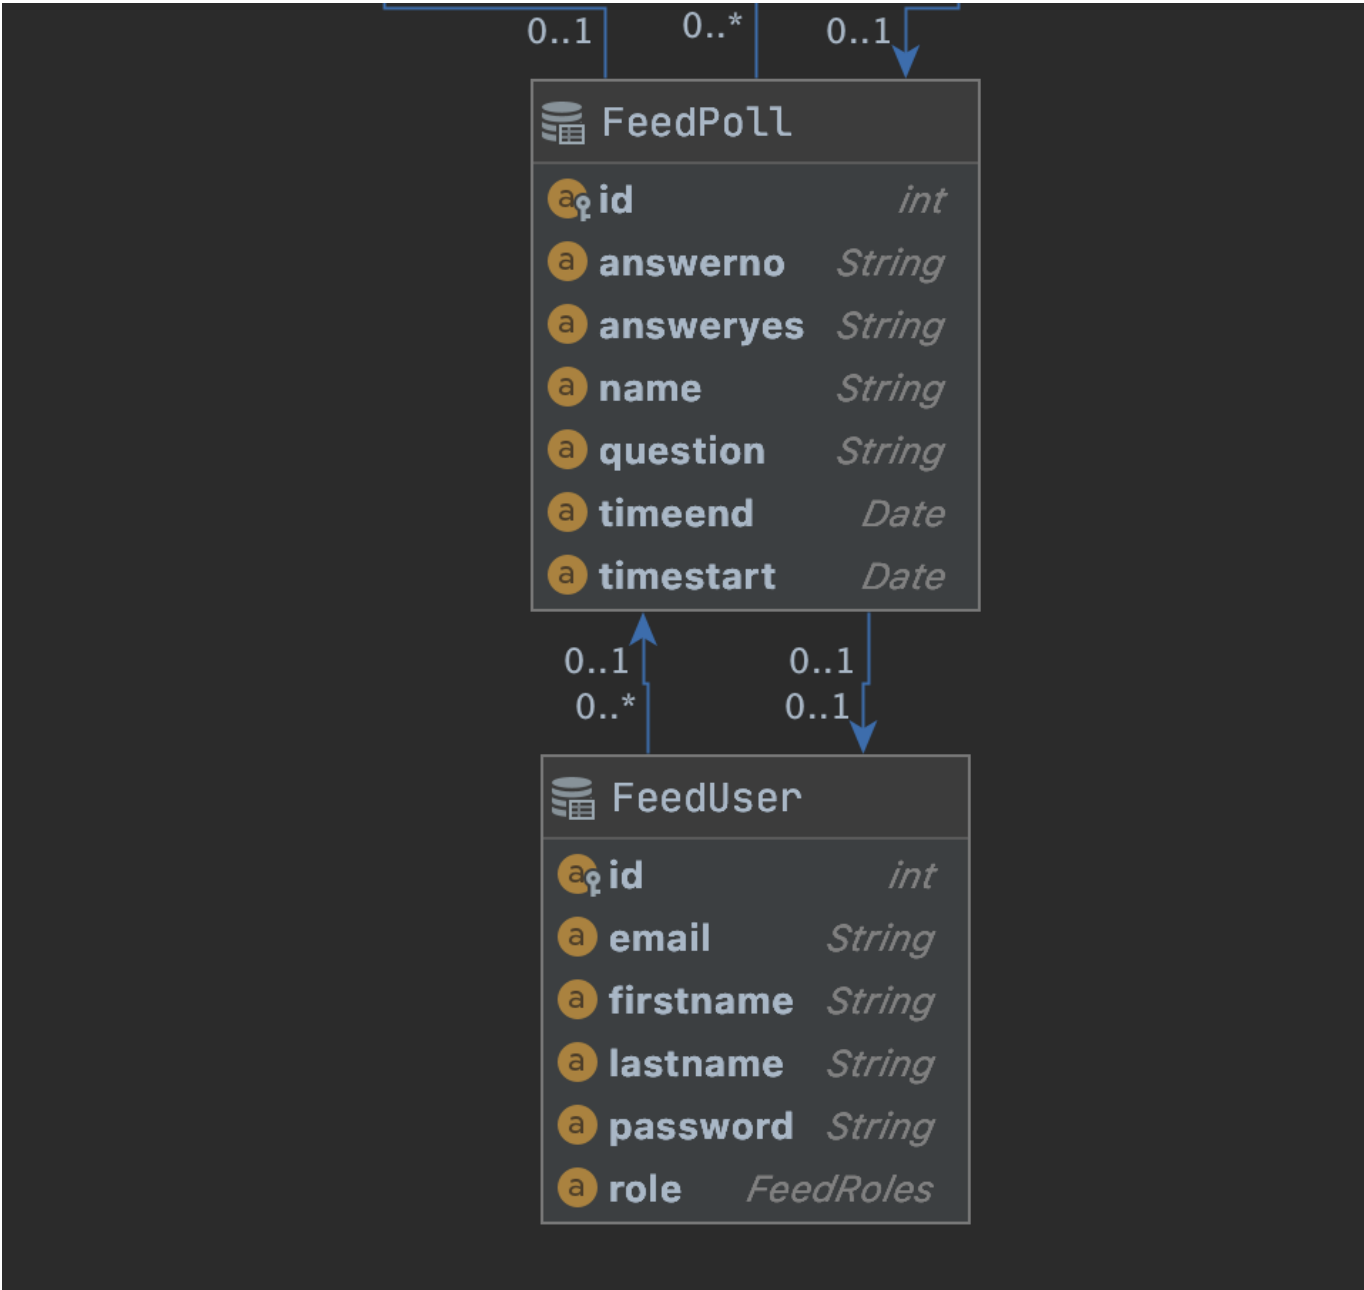 0..1 0..* 0..1
FeedPoll
a id int
a answerno String
a answeryes String
a name String
a question String
a timeend Date
a timestart Date
0..1 0..1
0..* 0..1
FeedUser
a id int
a email String
a firstname String
a lastname String
a password String
a role FeedRoles